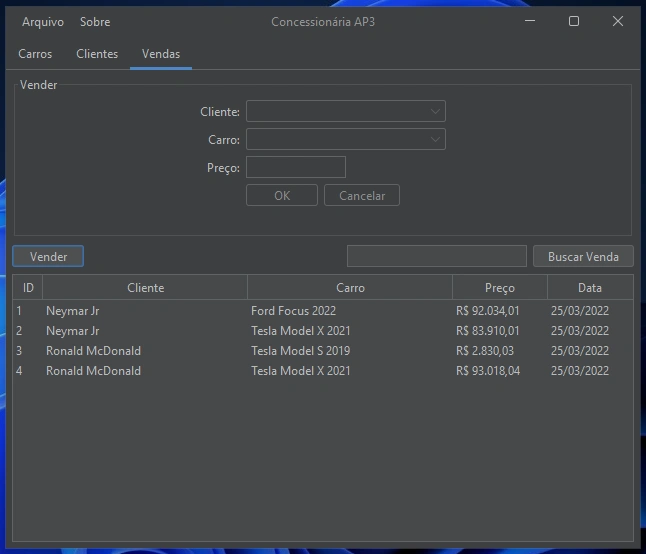 Arquivo Sobre Concessionária AP3
Carros Clientes Vendas
Vender
Cliente:
Carro:
Preço:
OK Cancelar
Vender Buscar Venda
ID Cliente Carro Preço Data
1 Neymar Jr Ford Focus 2022 R$ 92.034,01 25/03/2022
2 Neymar Jr Tesla Model X 2021 R$ 83.910,01 25/03/2022
3 Ronald McDonald Tesla Model S 2019 R$ 2.830,03 25/03/2022
4 Ronald McDonald Tesla Model X 2021 R$ 93.018,04 25/03/2022